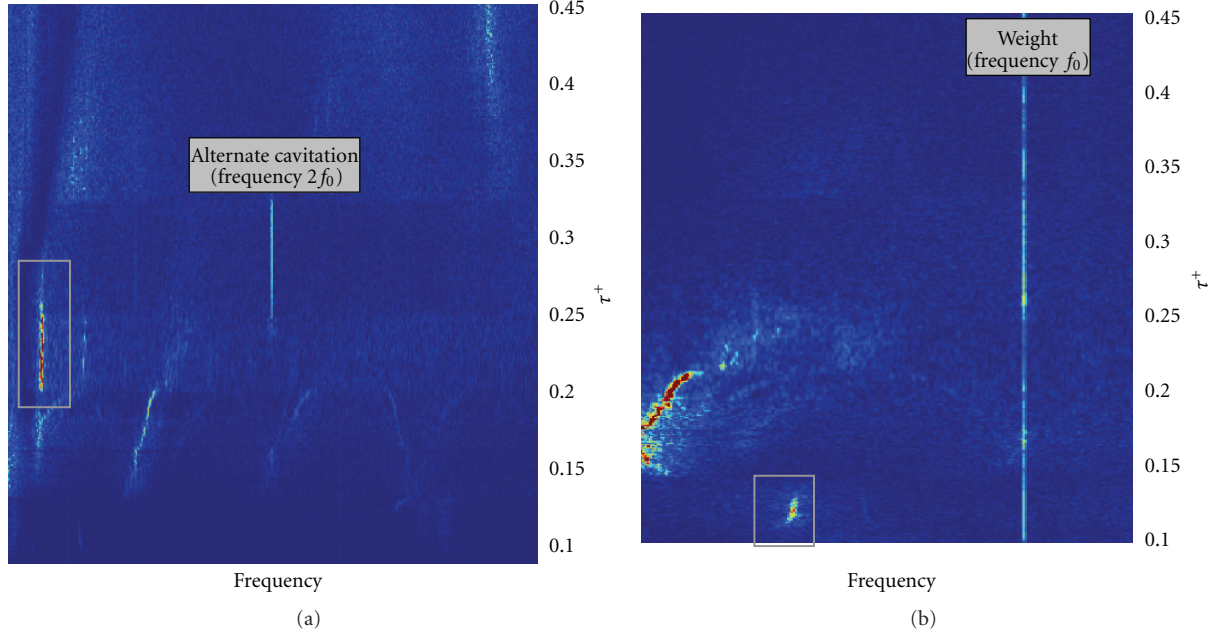 0.45
0.4
0.35
0.3
0.25
0.2
0.15
0.1
τ+
Alternate cavitation
(frequency 2f0)
Frequency
(a)
0.45
0.4
0.35
0.3
0.25
0.2
0.15
0.1
τ+
Weight
(frequency f0)
Frequency
(b)